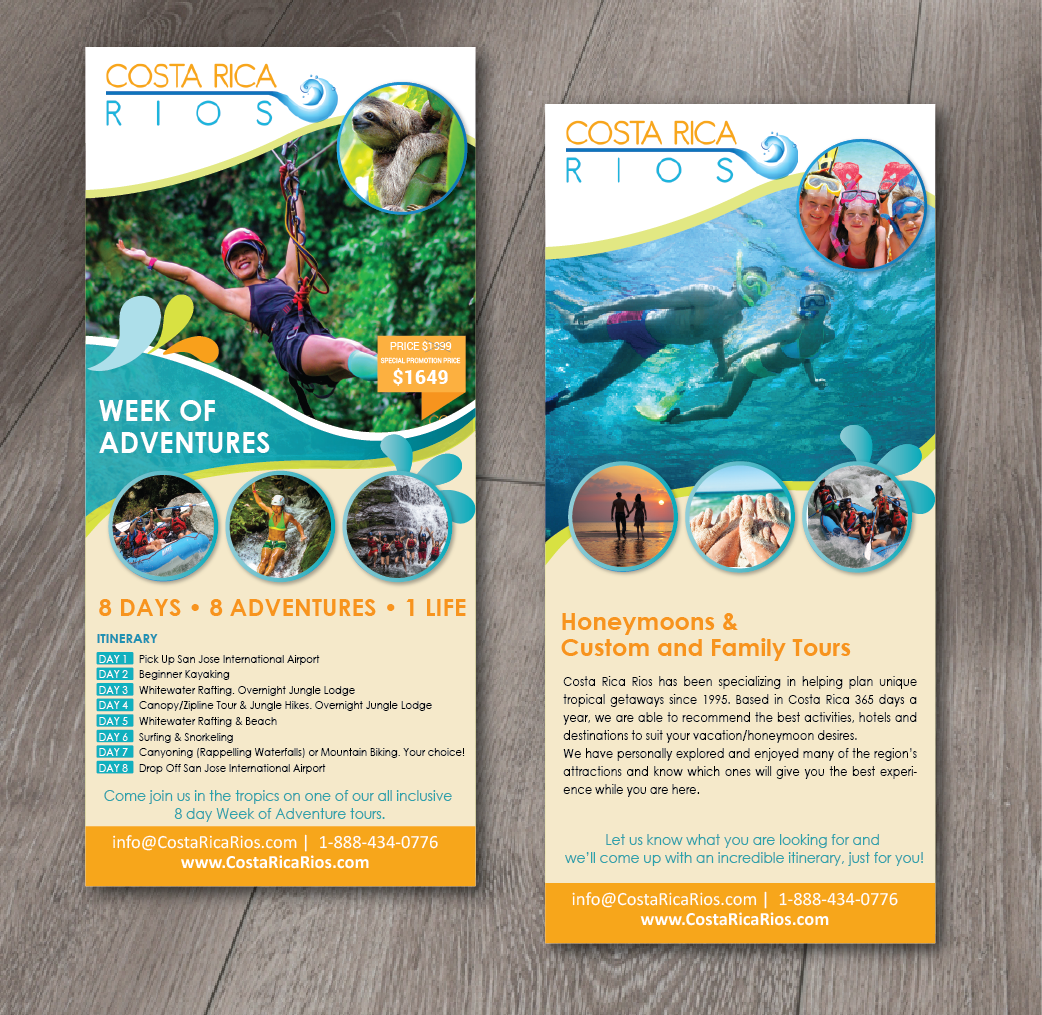 COSTA RICA
RIOS
PRICE $1999
SPECIAL PROMOTION PRICE
$1649
WEEK OF
ADVENTURES
8 DAYS • 8 ADVENTURES • 1 LIFE
ITINERARY
DAY 1 Pick Up San Jose International Airport
DAY 2 Beginner Kayaking
DAY 3 Whitewater Rafting. Overnight Jungle Lodge
DAY 4 Canopy/Zipline Tour & Jungle Hikes. Overnight Jungle Lodge
DAY 5 Whitewater Rafting & Beach
DAY 6 Surfing & Snorkeling
DAY 7 Canyoning (Rappelling Waterfalls) or Mountain Biking. Your choice!
DAY 8 Drop Off San Jose International Airport
Come join us in the tropics on one of our all inclusive
8 day Week of Adventure tours.
info@CostaRicaRios.com | 1-888-434-0776
www.CostaRicaRios.com
COSTA RICA
RIOS
Honeymoons &
Custom and Family Tours
Costa Rica Rios has been specializing in helping plan unique
tropical getaways since 1995. Based in Costa Rica 365 days a
year, we are able to recommend the best activities, hotels and
destinations to suit your vacation/honeymoon desires.
We have personally explored and enjoyed many of the region's
attractions and know which ones will give you the best experi-
ence while you are here.
Let us know what you are looking for and
we'll come up with an incredible itinerary, just for you!
info@CostaRicaRios.com | 1-888-434-0776
www.CostaRicaRios.com